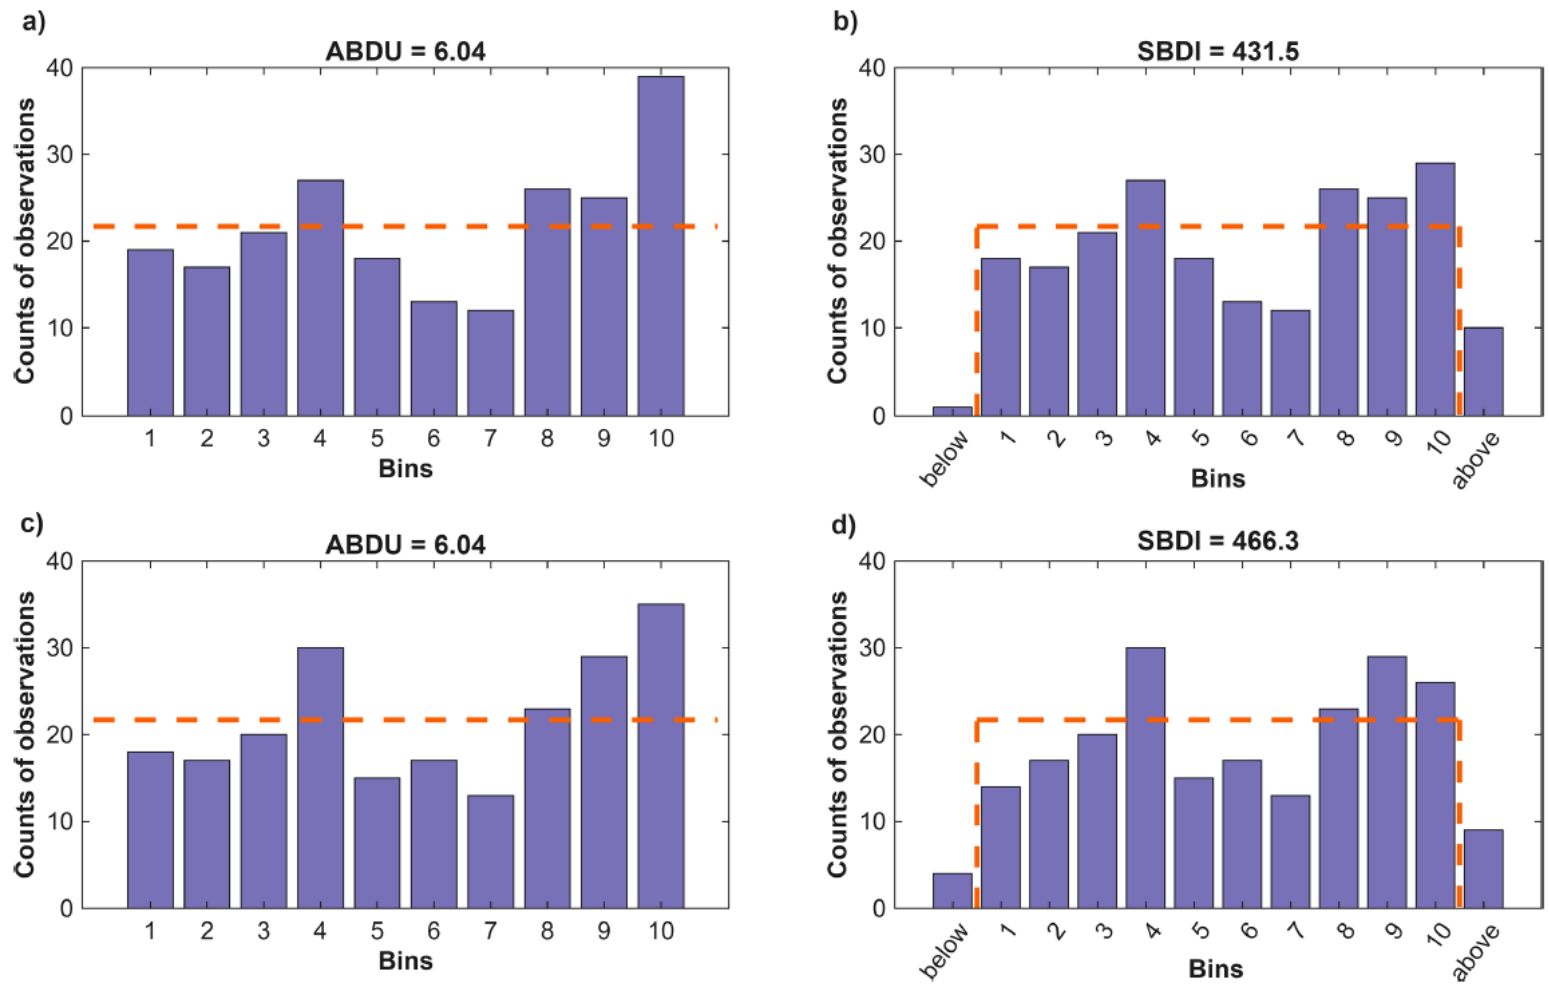 a)
ABDU = 6.04
Counts of observations
40
30
20
10
0
1 2 3 4 5 6 7 8 9 10
Bins
b)
SBDI = 431.5
Counts of observations
40
30
20
10
0
below 1 2 3 4 5 6 7 8 9 10 above
Bins
c)
ABDU = 6.04
Counts of observations
40
30
20
10
0
1 2 3 4 5 6 7 8 9 10
Bins
d)
SBDI = 466.3
Counts of observations
40
30
20
10
0
below 1 2 3 4 5 6 7 8 9 10 above
Bins